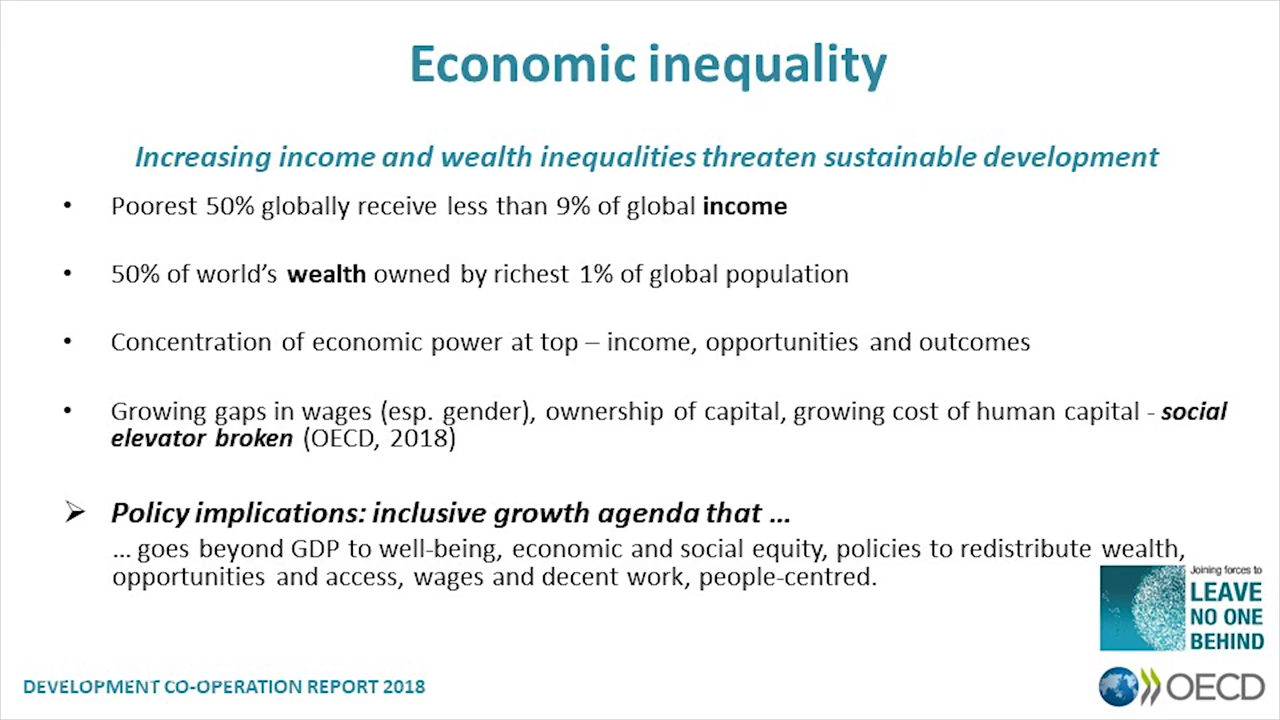 Economic inequality
Increasing income and wealth inequalities threaten sustainable development
• Poorest 50% globally receive less than 9% of global income
• 50% of world’s wealth owned by richest 1% of global population
• Concentration of economic power at top – income, opportunities and outcomes
• Growing gaps in wages (esp. gender), ownership of capital, growing cost of human capital - social
elevator broken (OECD, 2018)
➢ Policy implications: inclusive growth agenda that …
… goes beyond GDP to well-being, economic and social equity, policies to redistribute wealth,
opportunities and access, wages and decent work, people-centred.
Joining forces to
LEAVE
NO ONE
BEHIND
DEVELOPMENT CO-OPERATION REPORT 2018
OECD